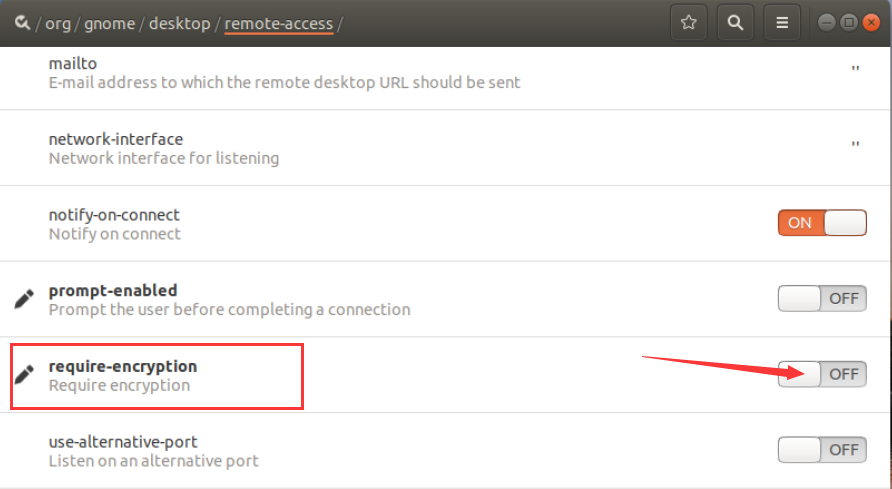 / org / gnome / desktop / remote-access /
mailto
E-mail address to which the remote desktop URL should be sent
''
network-interface
Network interface for listening
''
notify-on-connect
Notify on connect
ON
prompt-enabled
Prompt the user before completing a connection
OFF
require-encryption
Require encryption
OFF
use-alternative-port
Listen on an alternative port
OFF